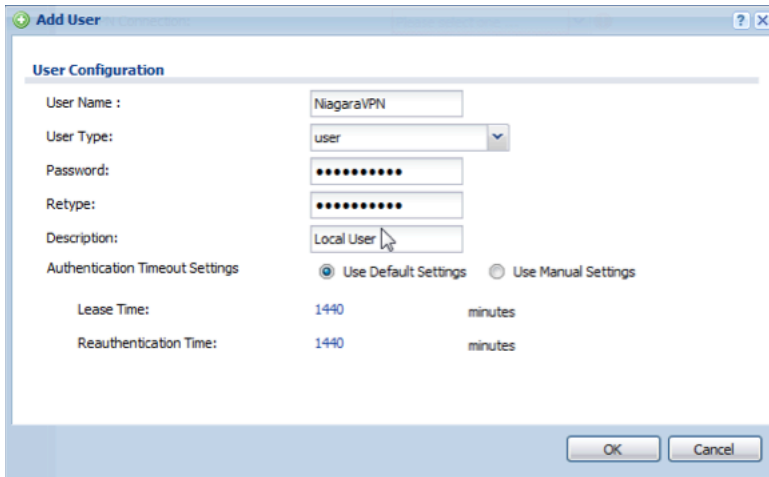 Add User
User Configuration
User Name : NiagaraVPN
User Type: user
Password: ••••••••••
Retype: ••••••••••
Description: Local User
Authentication Timeout Settings Use Default Settings Use Manual Settings
Lease Time: 1440 minutes
Reauthentication Time: 1440 minutes
OK Cancel